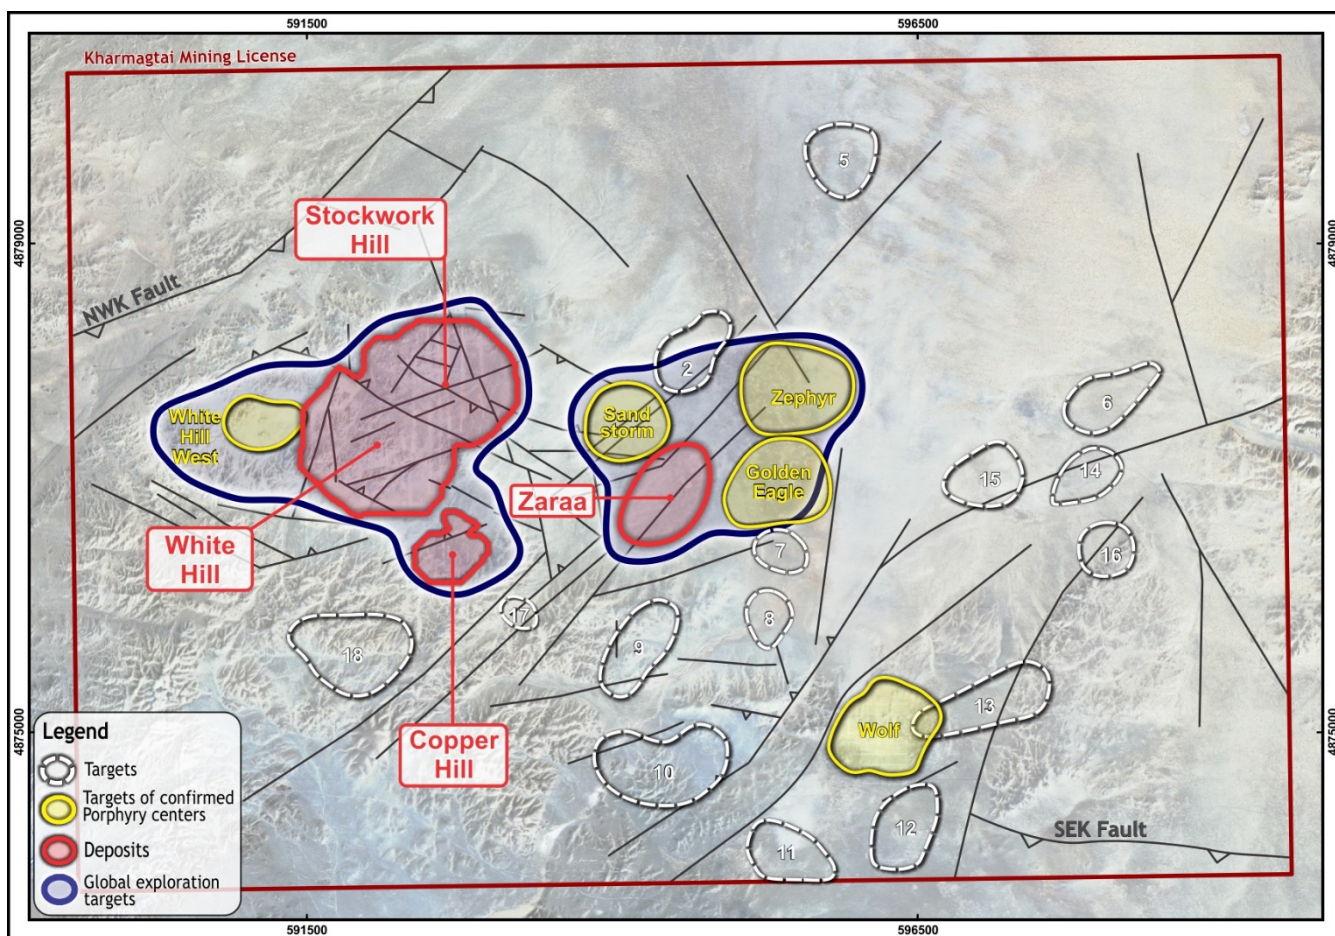 591500
596500
Kharmagtai Mining License
4879000
4879000
5
Stockwork
Hill
NWK Fault
2
Zephyr
Sand
storm
White
Hill
West
6
Golden
Eagle
15
14
Zaraa
White
Hill
7
16
17
8
9
18
13
Wolf
4875000
4875000
Copper
Hill
10
12
11
SEK Fault
Legend
Targets
Targets of confirmed
Porphyry centers
Deposits
Global exploration
targets
591500
596500